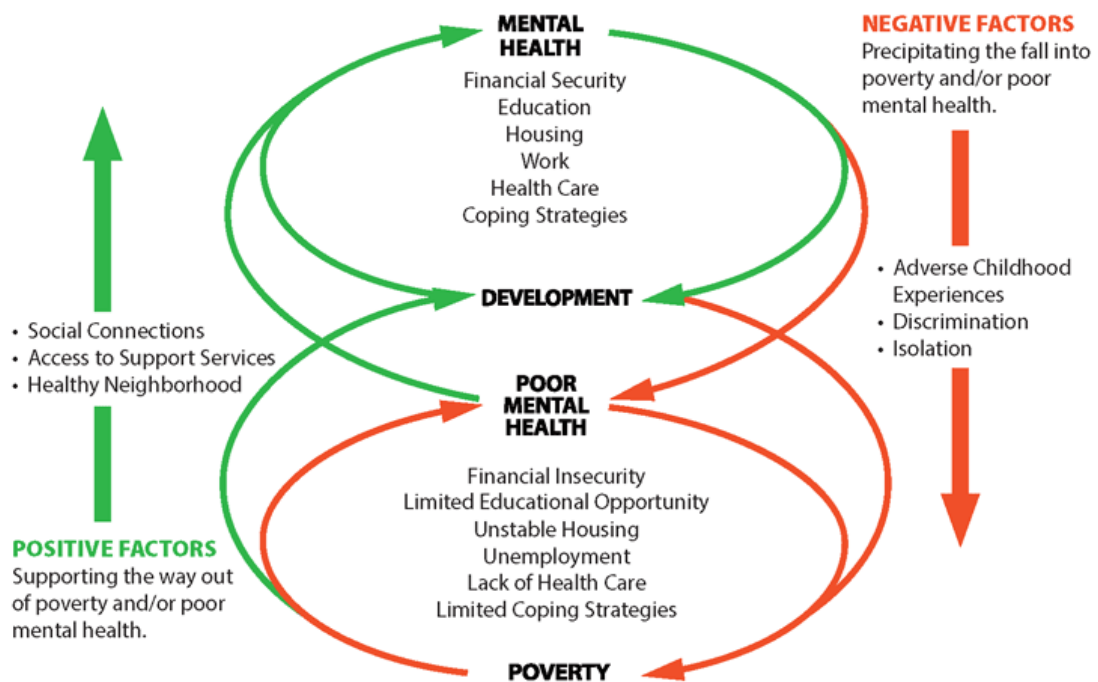 MENTAL
HEALTH
Financial Security
Education
Housing
Work
Health Care
Coping Strategies
NEGATIVE FACTORS
Precipitating the fall into
poverty and/or poor
mental health.
• Adverse Childhood
Experiences
• Discrimination
• Isolation
DEVELOPMENT
• Social Connections
• Access to Support Services
• Healthy Neighborhood
POSITIVE FACTORS
Supporting the way out
of poverty and/or poor
mental health.
POOR
MENTAL
HEALTH
Financial Insecurity
Limited Educational Opportunity
Unstable Housing
Unemployment
Lack of Health Care
Limited Coping Strategies
POVERTY